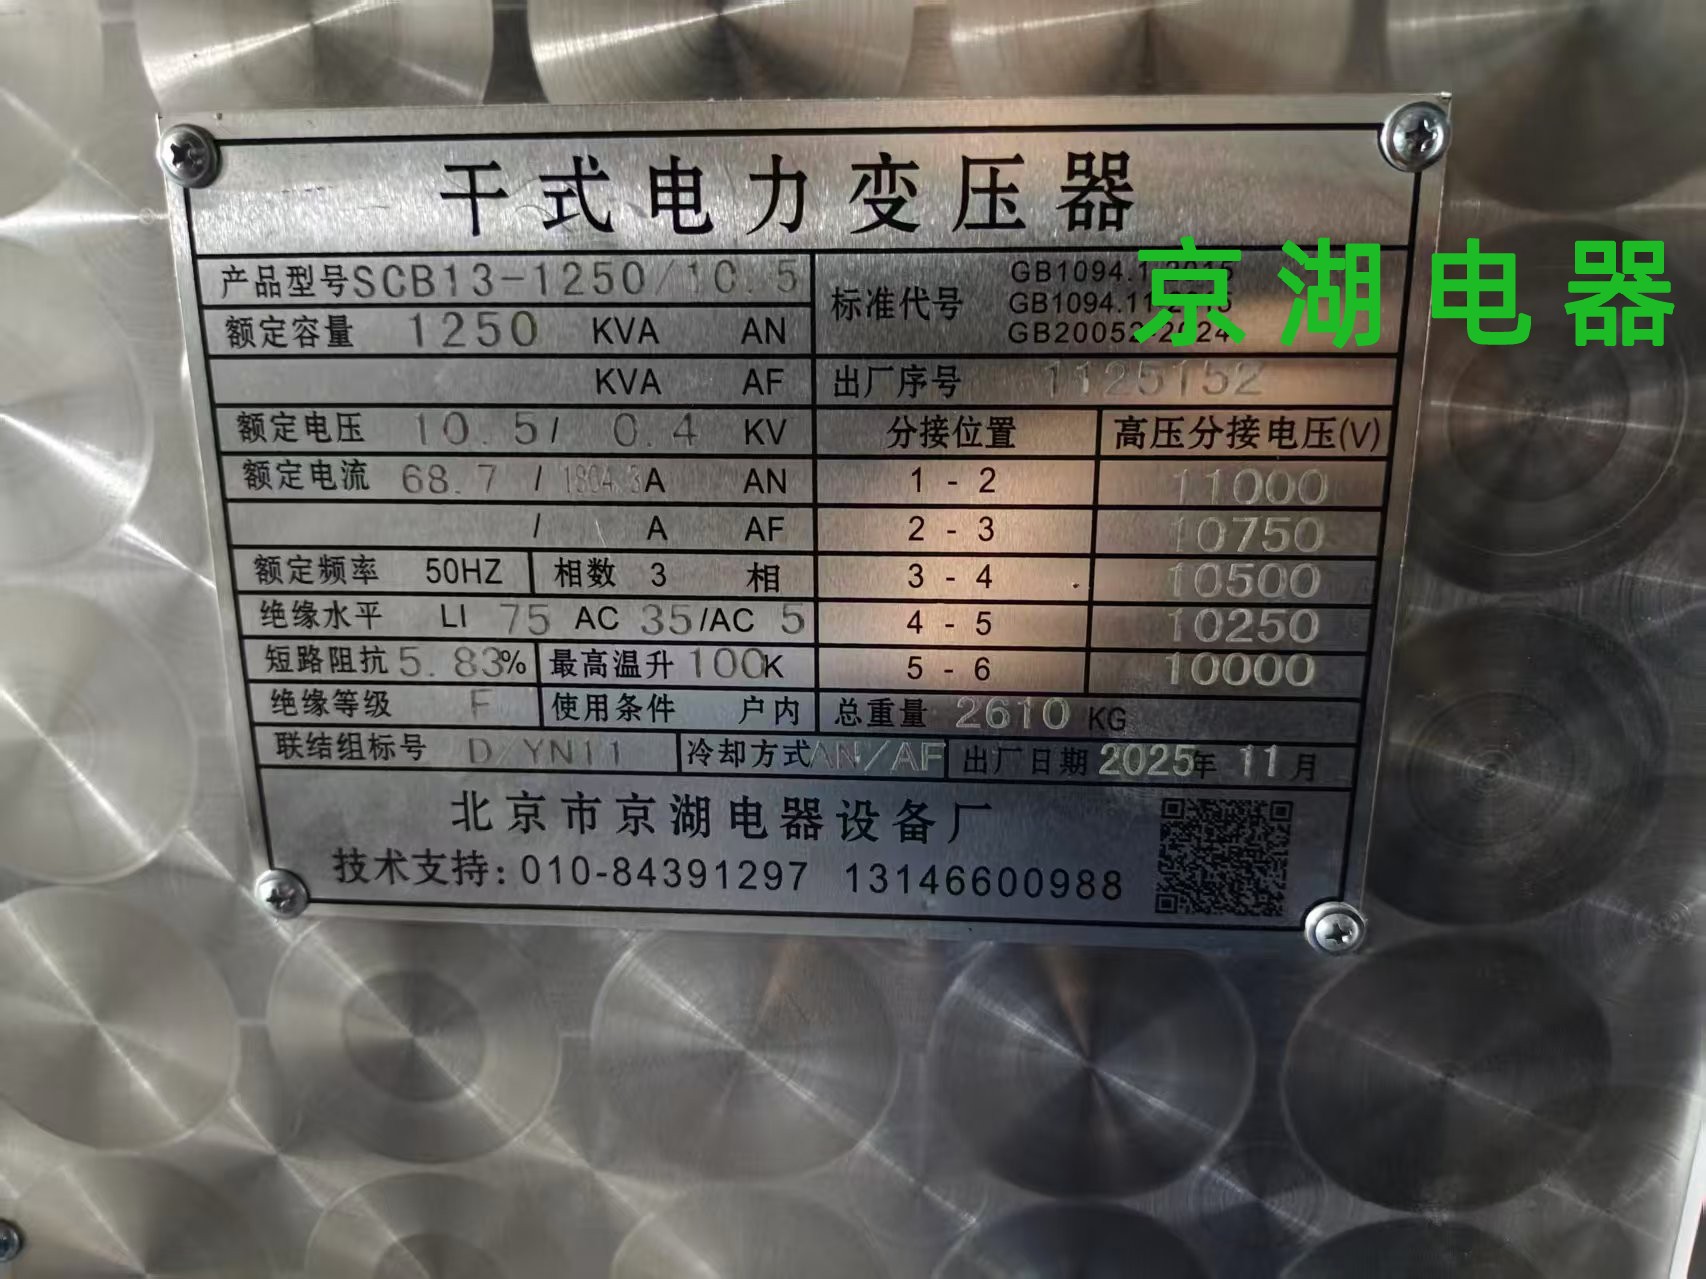 干式电力变压器
京湖电器
产品型号 SCB13-1250/10.5
额定容量 1250 KVA AN
KVA AF
额定电压 10.5 / 0.4 KV
额定电流 68.7 / 1804.3 A AN
/ A AF
额定频率 50HZ 相数 3 相
绝缘水平 LI 75 AC 35/AC 5
短路阻抗 5.83% 最高温升 100K
绝缘等级 F 使用条件 户内
联结组标号 D/YN11 冷却方式 AN/AF
标准代号
GB1094.1
GB1094.11
GB20052-2024
出厂序号 1125152
分接位置 高压分接电压(V)
1 - 2 11000
2 - 3 10750
3 - 4 10500
4 - 5 10250
5 - 6 10000
总重量 2610 KG
出厂日期 2025年 11月
北京市京湖电器设备厂
技术支持: 010-84391297 13146600988